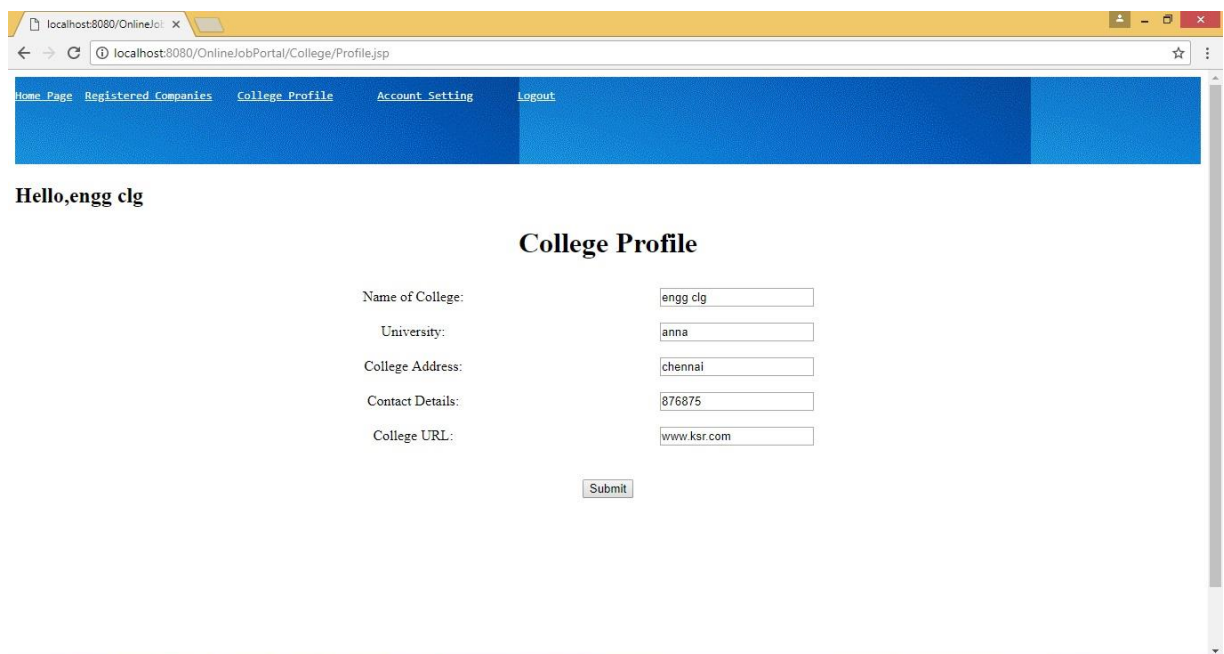 localhost:8080/OnlineJol
localhost:8080/OnlineJobPortal/College/Profile.jsp
Home Page Registered Companies College Profile Account Setting Logout
Hello,engg clg
College Profile
Name of College: engg clg
University: anna
College Address: chennai
Contact Details: 876875
College URL: www.ksr.com
Submit